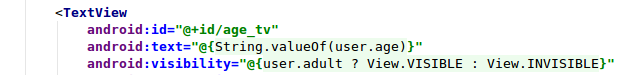 <TextView
android:id="@+id/age_tv"
android:text="@{String.valueOf(user.age)}"
android:visibility="@{user.adult ? View.VISIBLE : View.INVISIBLE}"